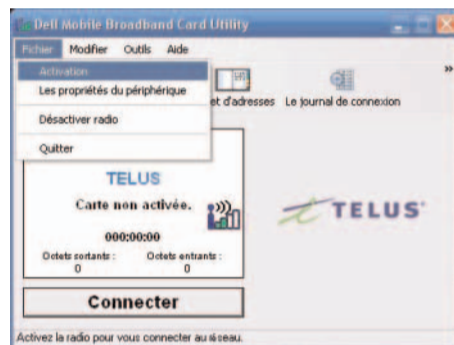 Dell Mobile Broadband Card Utility
Fichier Modifier Outils Aide
Activation
Les propriétés du périphérique
Désactiver radio
Quitter
et d'adresses Le journal de connexion
»
TELUS
Carte non activée.
000:00:00
Octets sortants : Octets entrants :
0 0
TELUS
Connecter
Activez la radio pour vous connecter au réseau.